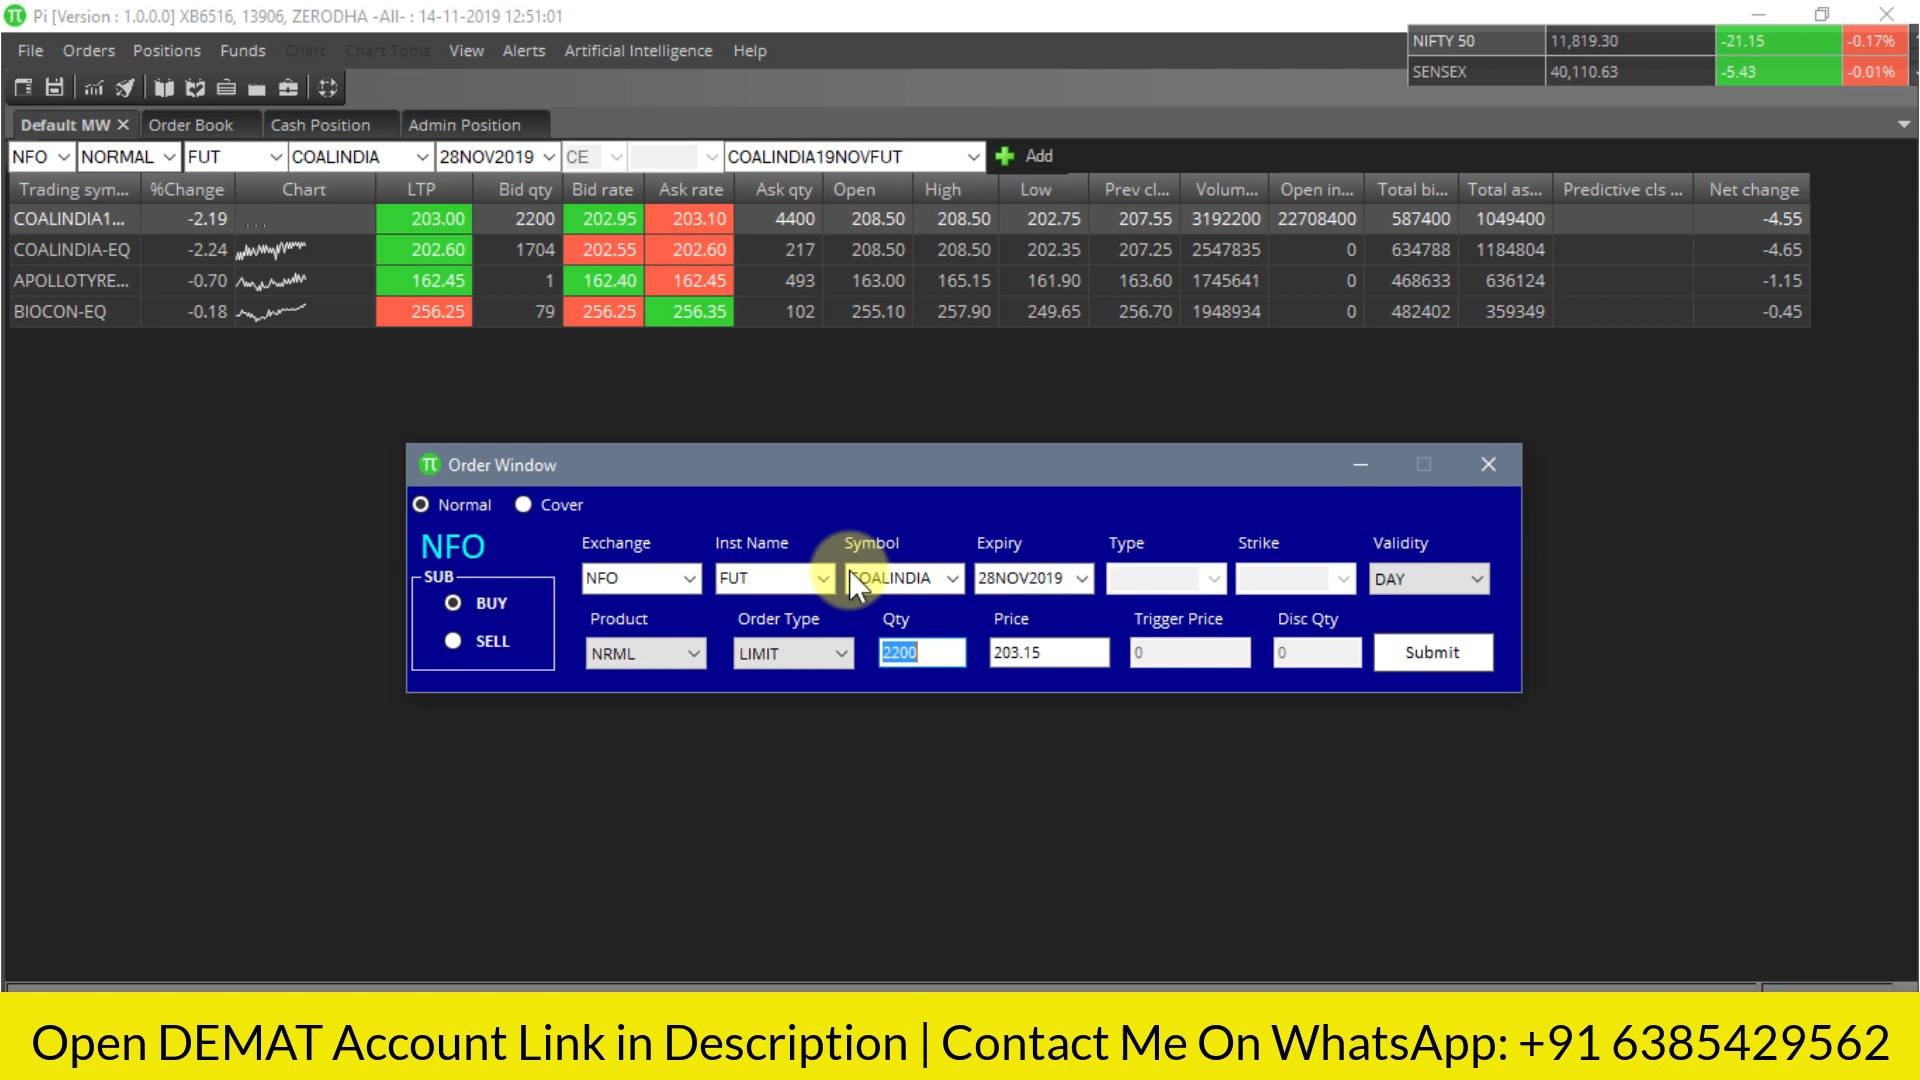 Pi [Version : 1.0.0.0] XB6516, 13906, ZERODHA -All- : 14-11-2019 12:51:01
File Orders Positions Funds Chart Chart Tools View Alerts Artificial Intelligence Help
NIFTY 50 11,819.30 -21.15 -0.17%
SENSEX 40,110.63 -5.43 -0.01%
Default MW Order Book Cash Position Admin Position
NFO NORMAL FUT COALINDIA 28NOV2019 CE COALINDIA19NOVFUT Add
Trading sym... %Change Chart LTP Bid qty Bid rate Ask rate Ask qty Open High Low Prev cl... Volum... Open in... Total bi... Total as... Predictive cls ... Net change
COALINDIA1... -2.19 ... 203.00 2200 202.95 203.10 4400 208.50 208.50 202.75 207.55 3192200 22708400 587400 1049400 -4.55
COALINDIA-EQ -2.24 202.60 1704 202.55 202.60 217 208.50 208.50 202.35 207.25 2547835 0 634788 1184804 -4.65
APOLLOTYRE... -0.70 162.45 1 162.40 162.45 493 163.00 165.15 161.90 163.60 1745641 0 468633 636124 -1.15
BIOCON-EQ -0.18 256.25 79 256.25 256.35 102 255.10 257.90 249.65 256.70 1948934 0 482402 359349 -0.45
Order Window
Normal Cover
NFO Exchange Inst Name Symbol Expiry Type Strike Validity
SUB
NFO FUT COALINDIA 28NOV2019 DAY
BUY
Product Order Type Qty Price Trigger Price Disc Qty
SELL
NRML LIMIT 2200 203.15 0 0 Submit
Open DEMAT Account Link in Description | Contact Me On WhatsApp: +91 6385429562